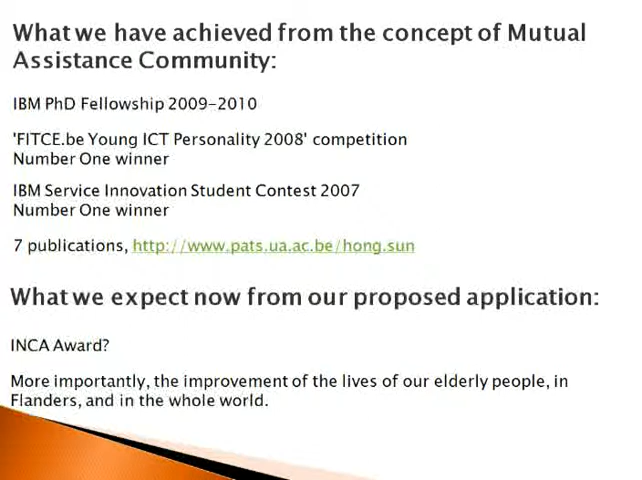 What we have achieved from the concept of Mutual
Assistance Community:
IBM PhD Fellowship 2009-2010
'FITCE.be Young ICT Personality 2008' competition
Number One winner
IBM Service Innovation Student Contest 2007
Number One winner
7 publications, http://www.pats.ua.ac.be/hong.sun
What we expect now from our proposed application:
INCA Award?
More importantly, the improvement of the lives of our elderly people, in
Flanders, and in the whole world.